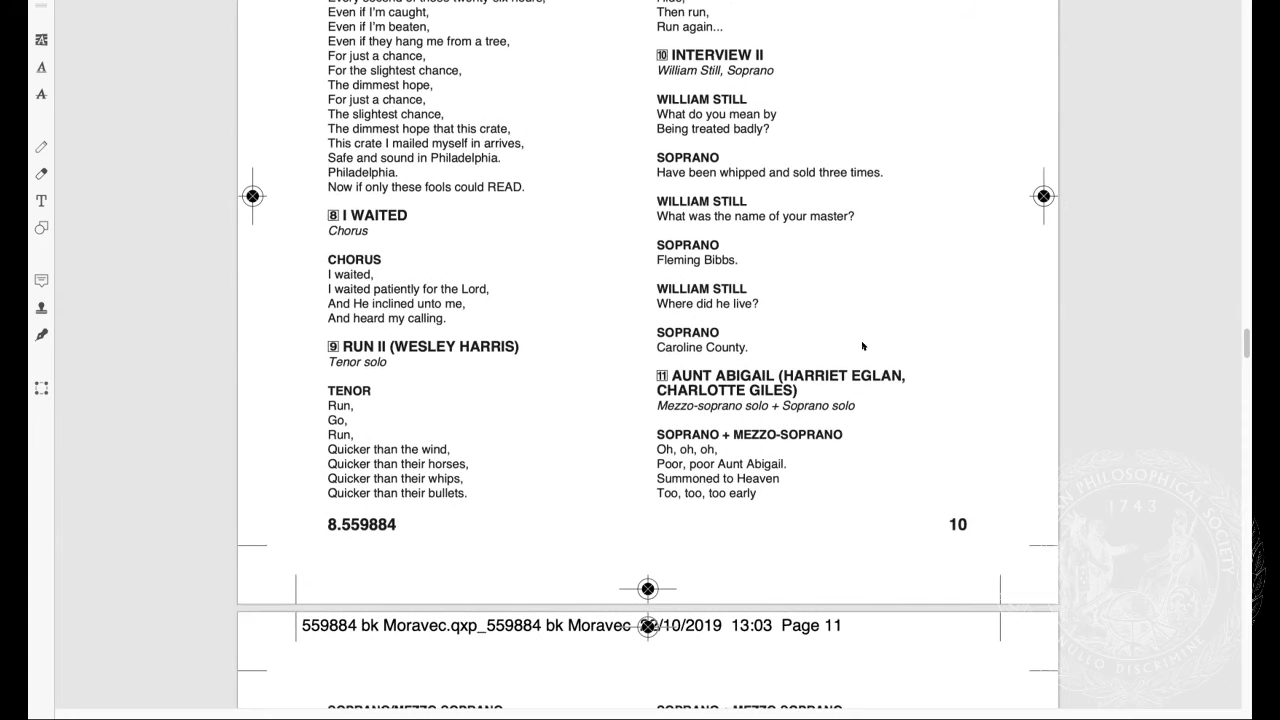 Even if I'm caught,
Even if I'm beaten,
Even if they hang me from a tree,
For just a chance,
For the slightest chance,
The dimmest hope,
For just a chance,
The slightest chance,
The dimmest hope that this crate,
This crate I mailed myself in arrives,
Safe and sound in Philadelphia.
Philadelphia.
Now if only these fools could READ.
8 I WAITED
Chorus
CHORUS
I waited,
I waited patiently for the Lord,
And He inclined unto me,
And heard my calling.
9 RUN II (WESLEY HARRIS)
Tenor solo
TENOR
Run,
Go,
Run,
Quicker than the wind,
Quicker than their horses,
Quicker than their whips,
Quicker than their bullets.
Then run,
Run again...
10 INTERVIEW II
William Still, Soprano
WILLIAM STILL
What do you mean by
Being treated badly?
SOPRANO
Have been whipped and sold three times.
WILLIAM STILL
What was the name of your master?
SOPRANO
Fleming Bibbs.
WILLIAM STILL
Where did he live?
SOPRANO
Caroline County.
11 AUNT ABIGAIL (HARRIET EGLAN,
CHARLOTTE GILES)
Mezzo-soprano solo + Soprano solo
SOPRANO + MEZZO-SOPRANO
Oh, oh, oh,
Poor, poor Aunt Abigail.
Summoned to Heaven
Too, too, too early
8.559884
10
559884 bk Moravec.qxp_559884 bk Moravec /10/2019 13:03 Page 11
PHILOSOPHICAL SOCIETY
1743
NULLO DISCRIMINE